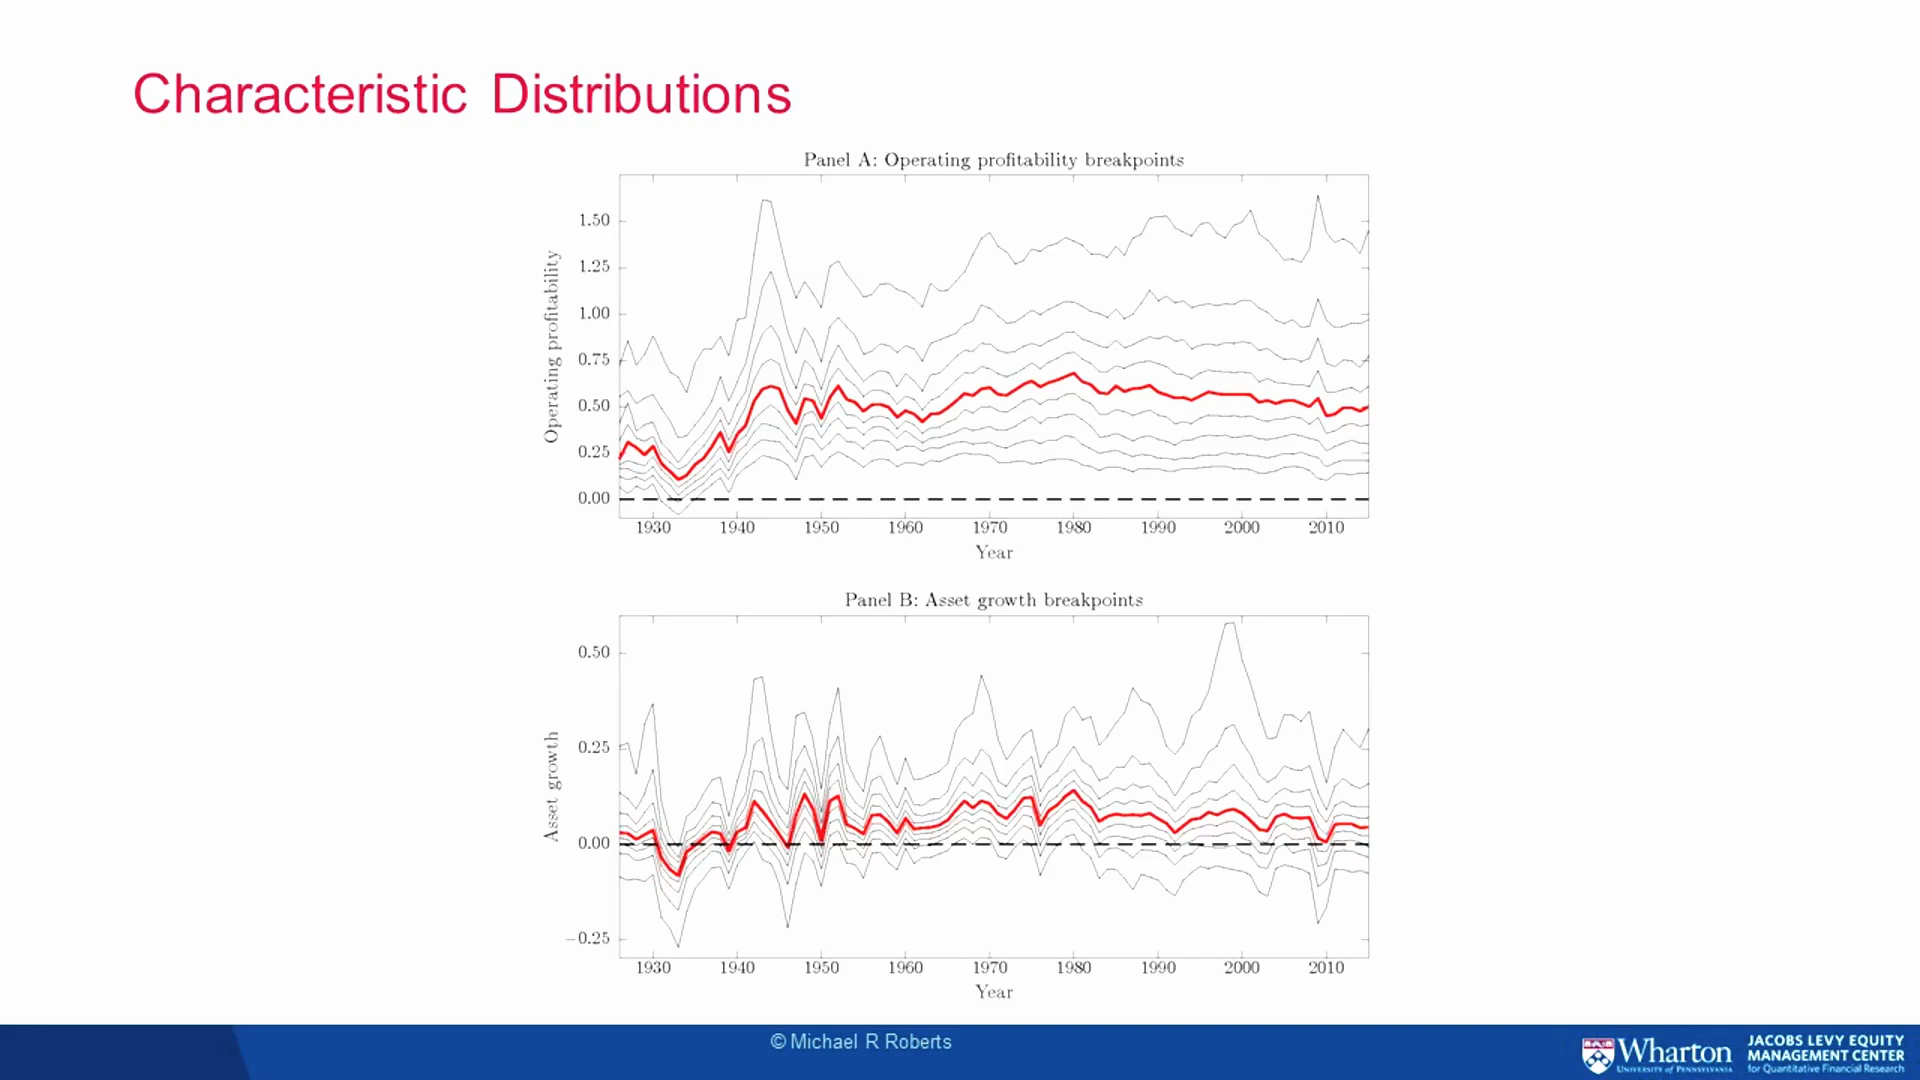 Characteristic Distributions
Panel A: Operating profitability breakpoints
Operating profitability
1.50
1.25
1.00
0.75
0.50
0.25
0.00
1930 1940 1950 1960 1970 1980 1990 2000 2010
Year
Panel B: Asset growth breakpoints
Asset growth
0.50
0.25
0.00
−0.25
1930 1940 1950 1960 1970 1980 1990 2000 2010
Year
© Michael R Roberts
Wharton
UNIVERSITY of PENNSYLVANIA
JACOBS LEVY EQUITY
MANAGEMENT CENTER
for Quantitative Financial Research